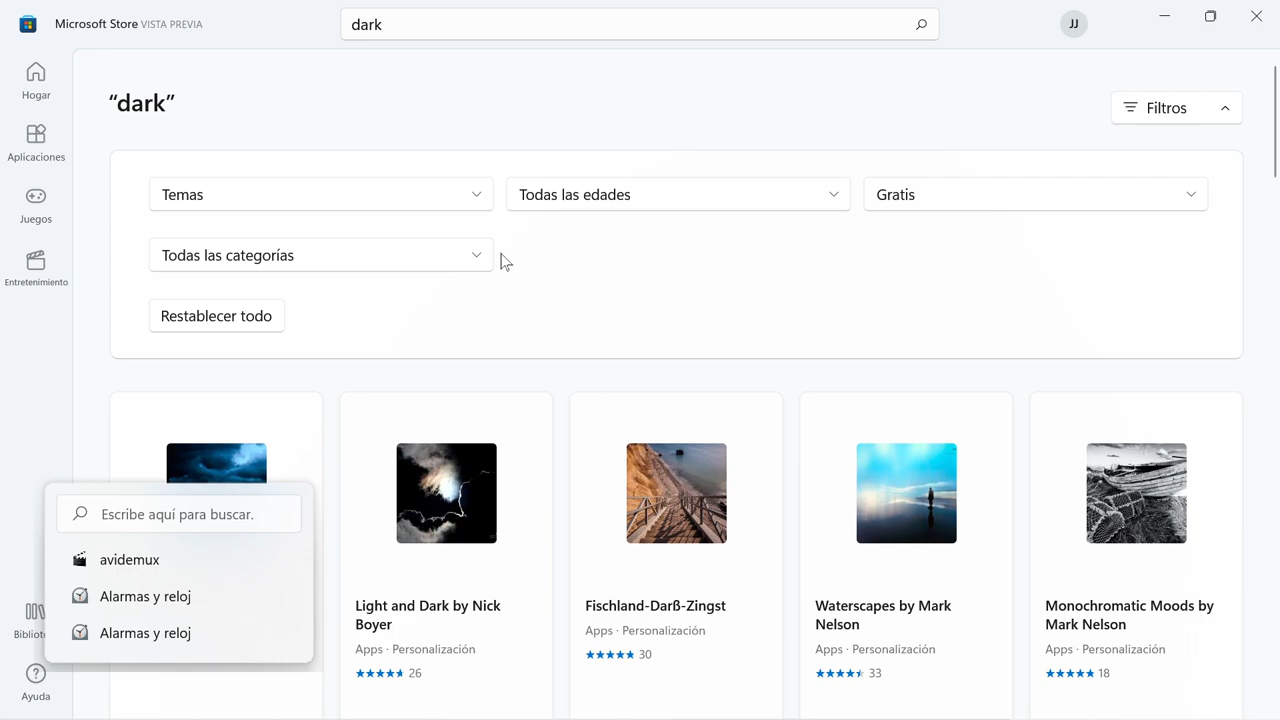 Microsoft Store VISTA PREVIA
dark
JJ
Hogar
Aplicaciones
Juegos
Entretenimiento
Ayuda
“dark”
Filtros
Temas
Todas las edades
Gratis
Todas las categorías
Restablecer todo
Escribe aquí para buscar.
avidemux
Alarmas y reloj
Alarmas y reloj
Light and Dark by Nick
Boyer
Apps · Personalización
26
Fischland-Darß-Zingst
Apps · Personalización
30
Waterscapes by Mark
Nelson
Apps · Personalización
33
Monochromatic Moods by
Mark Nelson
Apps · Personalización
18